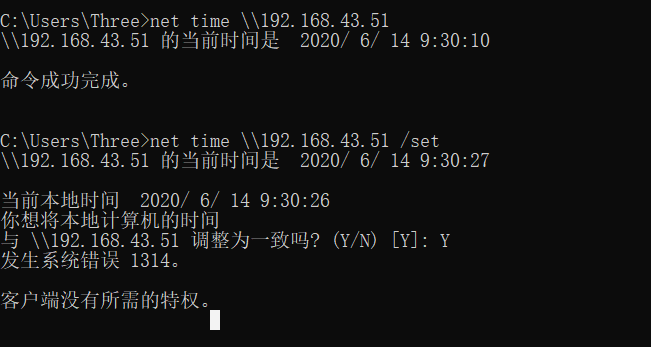 C:\Users\Three>net time \\192.168.43.51
\\192.168.43.51 的当前时间是  2020/ 6/ 14 9:30:10
命令成功完成。
C:\Users\Three>net time \\192.168.43.51 /set
\\192.168.43.51 的当前时间是  2020/ 6/ 14 9:30:27
当前本地时间  2020/ 6/ 14 9:30:26
你想将本地计算机的时间
与 \\192.168.43.51 调整为一致吗? (Y/N) [Y]: Y
发生系统错误 1314。
客户端没有所需的特权。